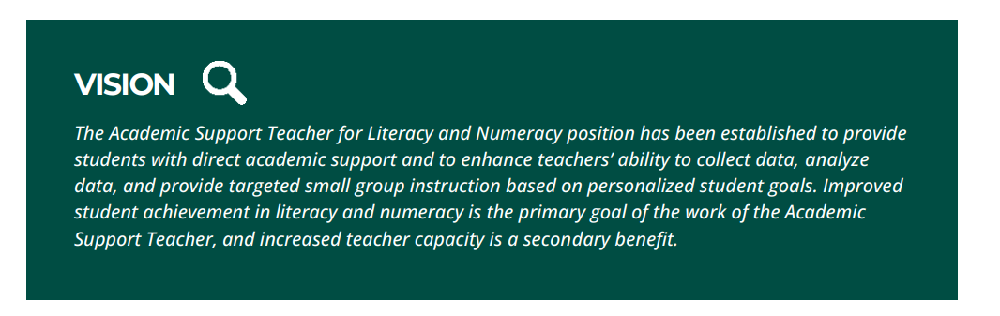 VISION
The Academic Support Teacher for Literacy and Numeracy position has been established to provide
students with direct academic support and to enhance teachers’ ability to collect data, analyze
data, and provide targeted small group instruction based on personalized student goals. Improved
student achievement in literacy and numeracy is the primary goal of the work of the Academic
Support Teacher, and increased teacher capacity is a secondary benefit.